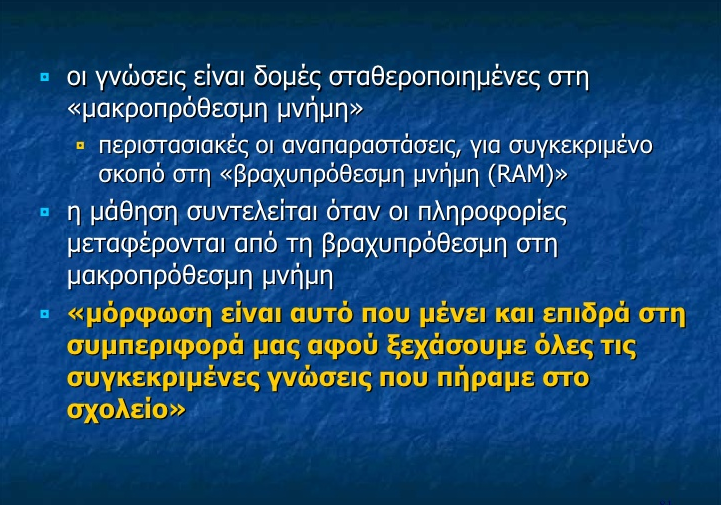 οι γνώσεις είναι δομές σταθεροποιημένες στη
«μακροπρόθεσμη μνήμη»
περιστασιακές οι αναπαραστάσεις, για συγκεκριμένο
σκοπό στη «βραχυπρόθεσμη μνήμη (RAM)»
η μάθηση συντελείται όταν οι πληροφορίες
μεταφέρονται από τη βραχυπρόθεσμη στη
μακροπρόθεσμη μνήμη
«μόρφωση είναι αυτό που μένει και επιδρά στη
συμπεριφορά μας αφού ξεχάσουμε όλες τις
συγκεκριμένες γνώσεις που πήραμε στο
σχολείο»